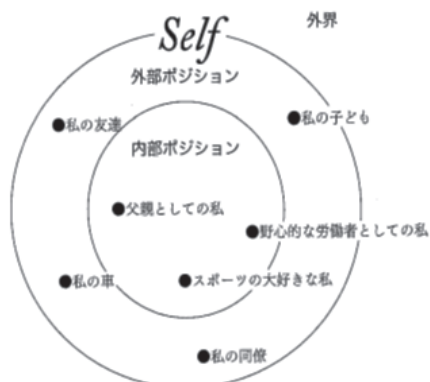 外界
Self
外部ポジション
●私の友達
●私の子ども
内部ポジション
●父親としての私
●野心的な労働者としての私
●私の車
●スポーツの大好きな私
●私の同僚